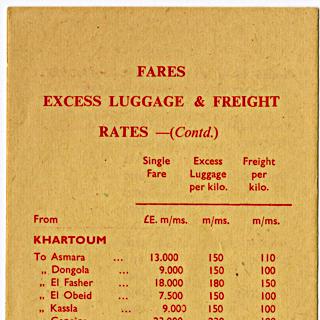 FARES
EXCESS LUGGAGE & FREIGHT
RATES —(Contd.)
Single Excess Freight
Fare Luggage per
per kilo. kilo.
From £E. m/ms. m/ms. m/ms.
KHARTOUM
To Asmara ... 13.000 150 110
„ Dongola ... 9.000 150 100
„ El Fasher ... 18.000 180 150
„ El Obeid ... 7.500 150 100
„ Kassla ... 9.000 150 100